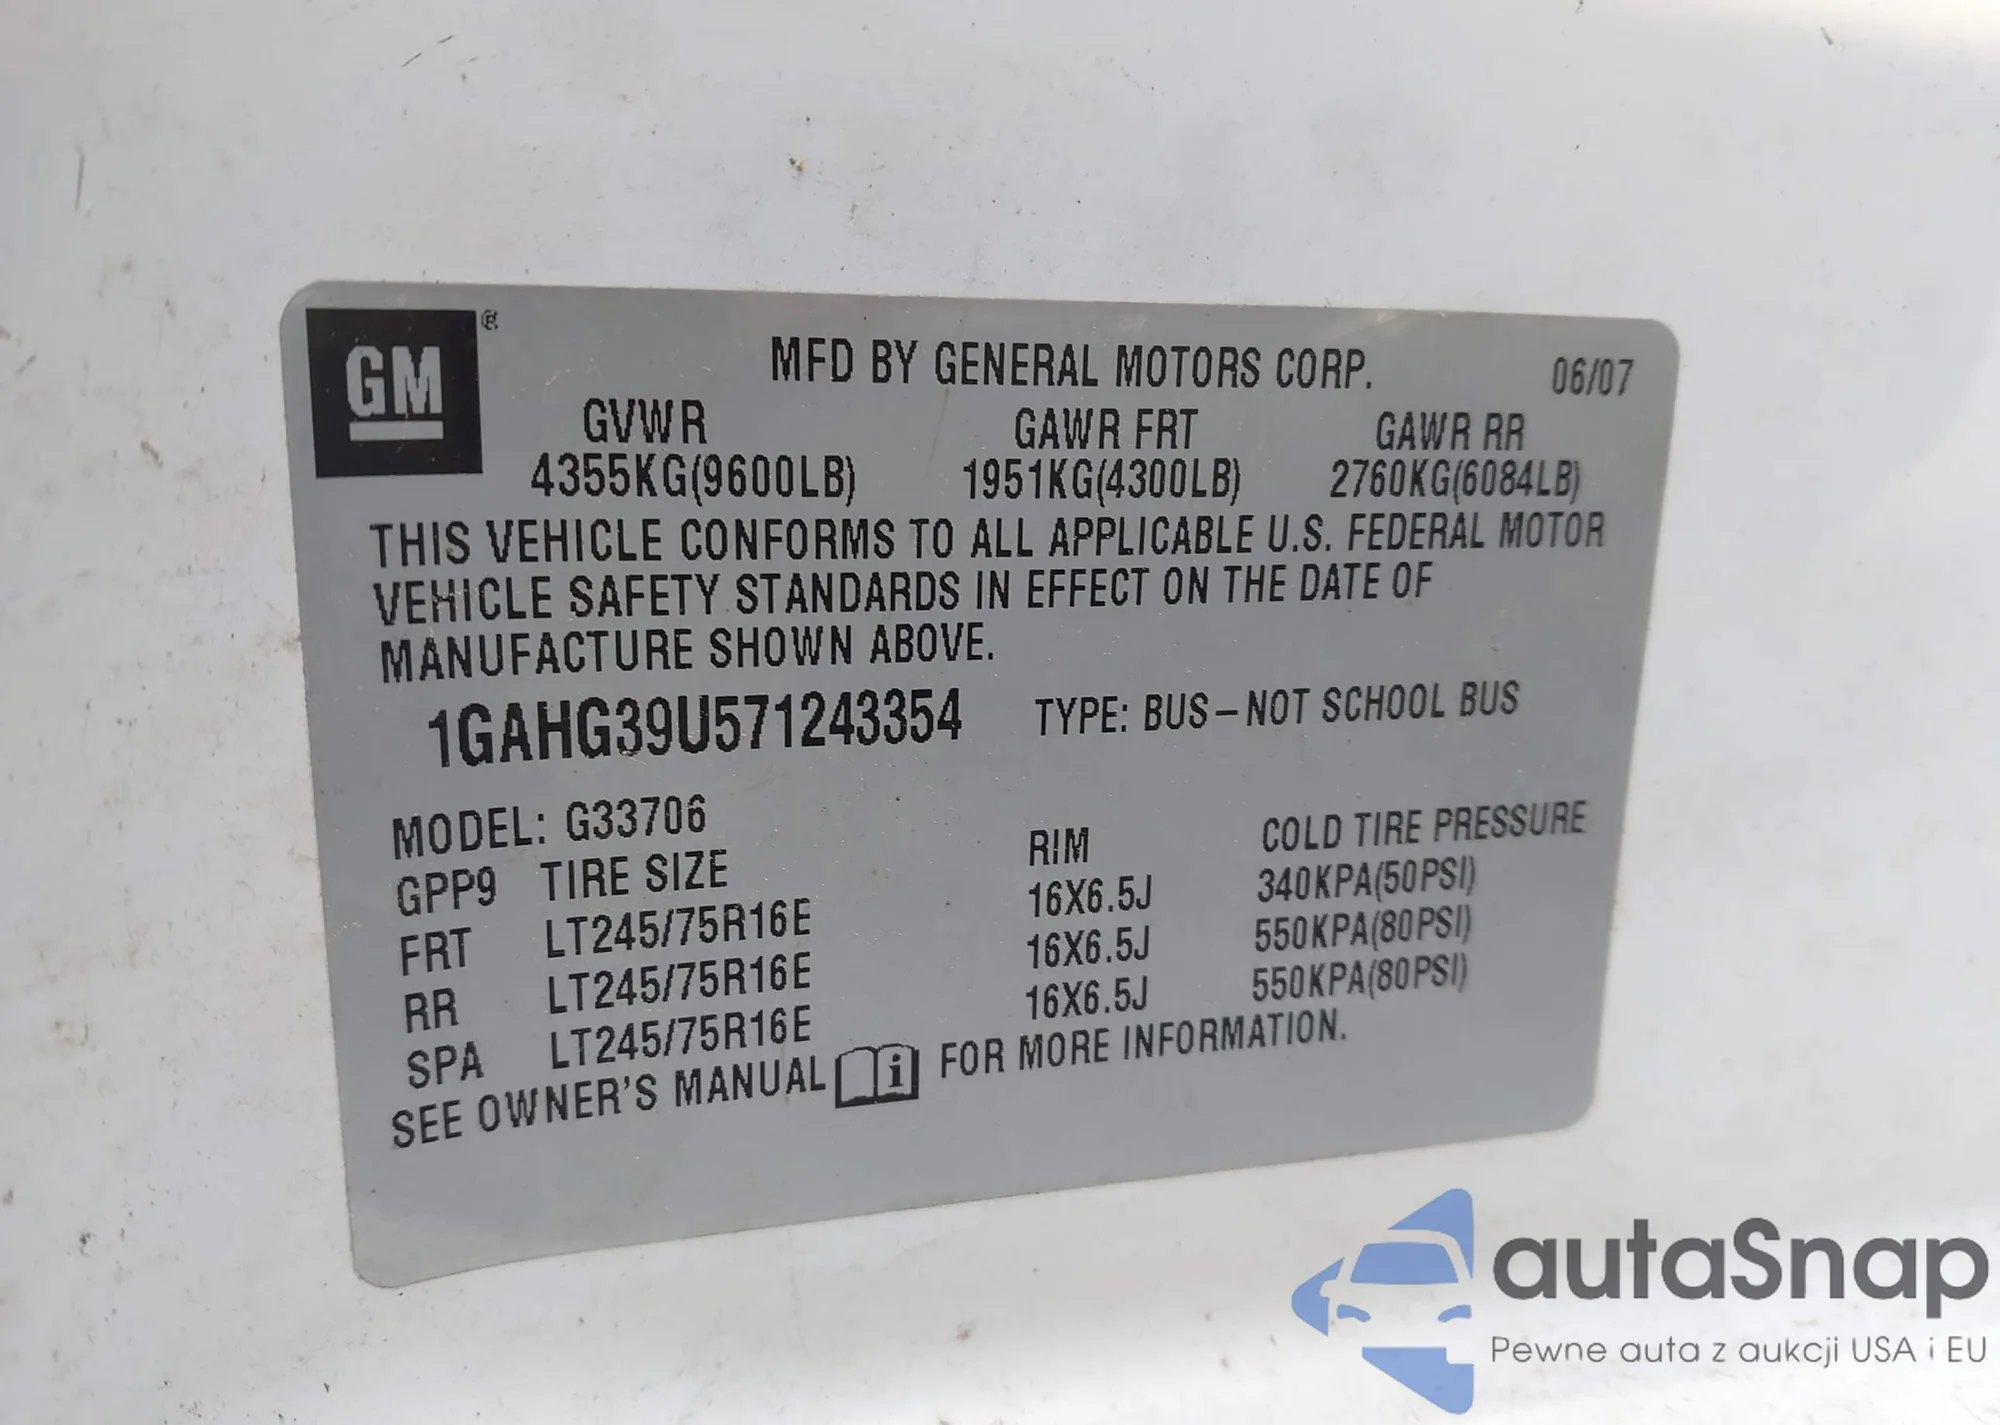 GM ®
MFD BY GENERAL MOTORS CORP. 06/07
GVWR GAWR FRT GAWR RR
4355KG(9600LB) 1951KG(4300LB) 2760KG(6084LB)
THIS VEHICLE CONFORMS TO ALL APPLICABLE U.S. FEDERAL MOTOR
VEHICLE SAFETY STANDARDS IN EFFECT ON THE DATE OF
MANUFACTURE SHOWN ABOVE.
1GAHG39U571243354 TYPE: BUS-NOT SCHOOL BUS
MODEL: G33706
GPP9 TIRE SIZE RIM COLD TIRE PRESSURE
FRT LT245/75R16E 16X6.5J 340KPA(50PSI)
RR LT245/75R16E 16X6.5J 550KPA(80PSI)
SPA LT245/75R16E 16X6.5J 550KPA(80PSI)
SEE OWNER'S MANUAL i FOR MORE INFORMATION.
autaSnap
Pewne auta z aukcji USA i EU